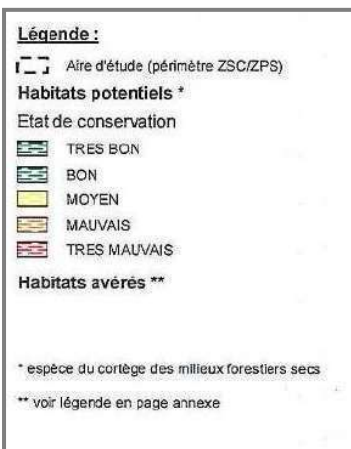 Légende :
Aire d'étude (périmètre ZSC/ZPS)
Habitats potentiels *
Etat de conservation
TRES BON
BON
MOYEN
MAUVAIS
TRES MAUVAIS
Habitats avérés **
* espèce du cortège des milieux forestiers secs
** voir légende en page annexe